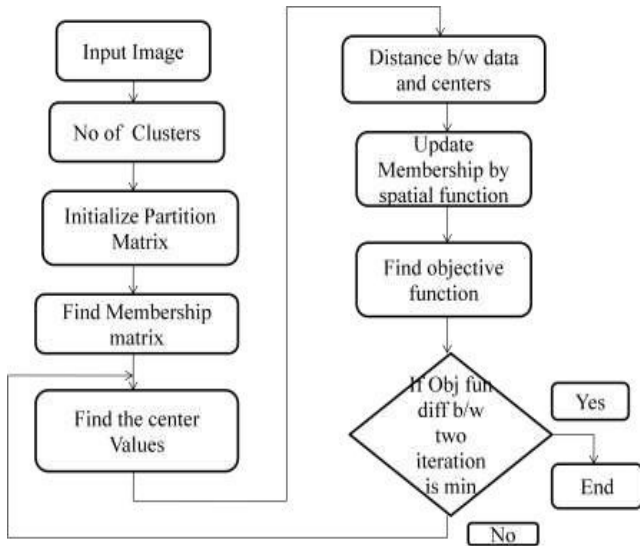 Input Image
No of Clusters
Initialize Partition
Matrix
Find Membership
matrix
Find the center
Values
Distance b/w data
and centers
Update
Membership by
spatial function
Find objective
function
If Obj fun
diff b/w
two
iteration
is min
Yes
End
No